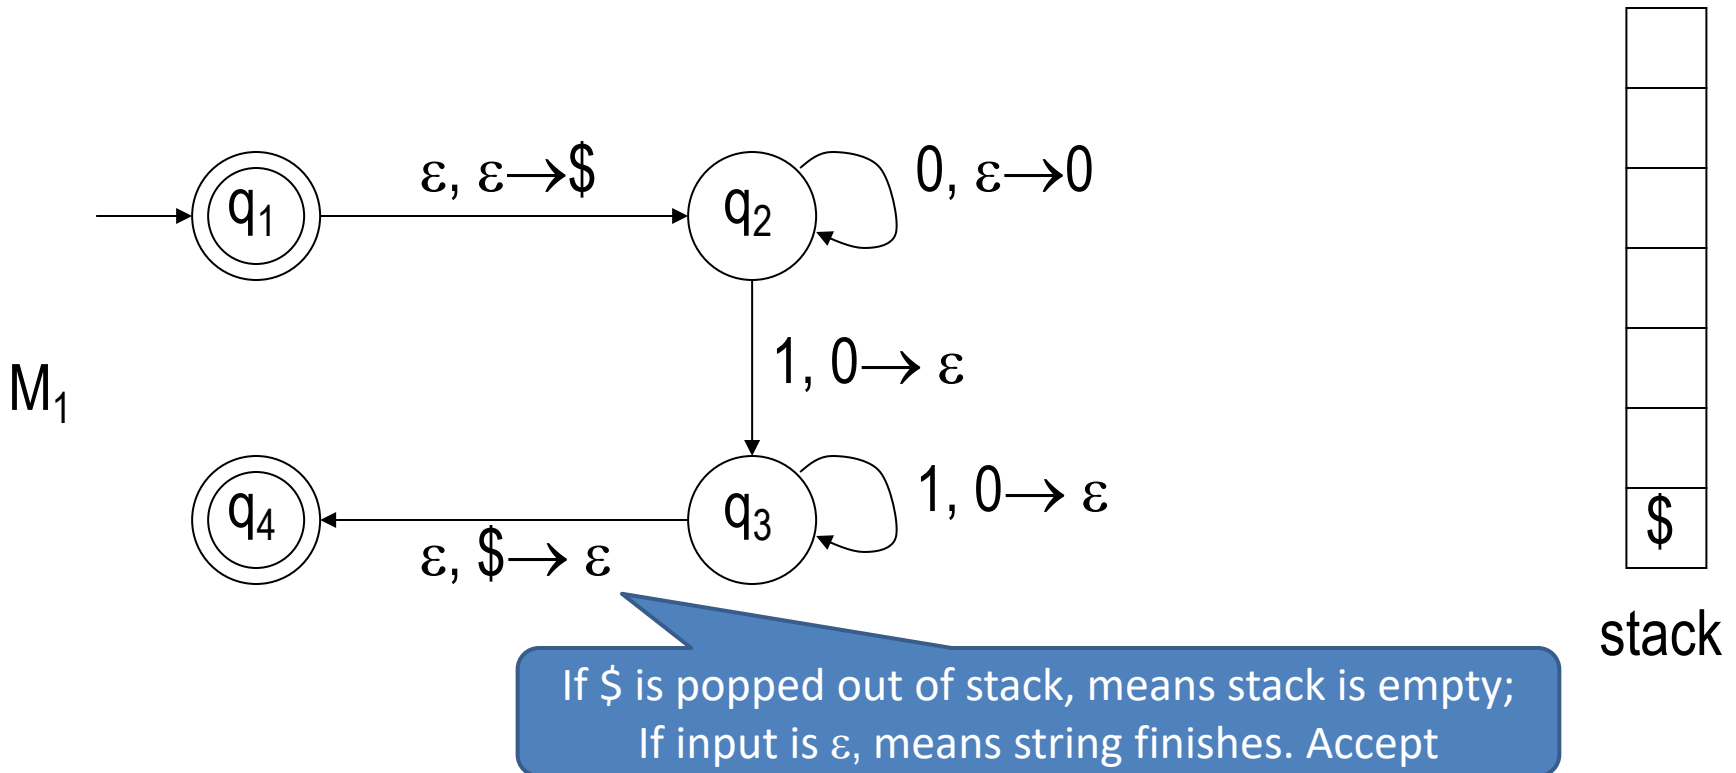 q1
ε, ε→$
q2
0, ε→0
1, 0→ ε
M1
q4
ε, $→ ε
q3
1, 0→ ε
$
stack
If $ is popped out of stack, means stack is empty;
If input is ε, means string finishes. Accept